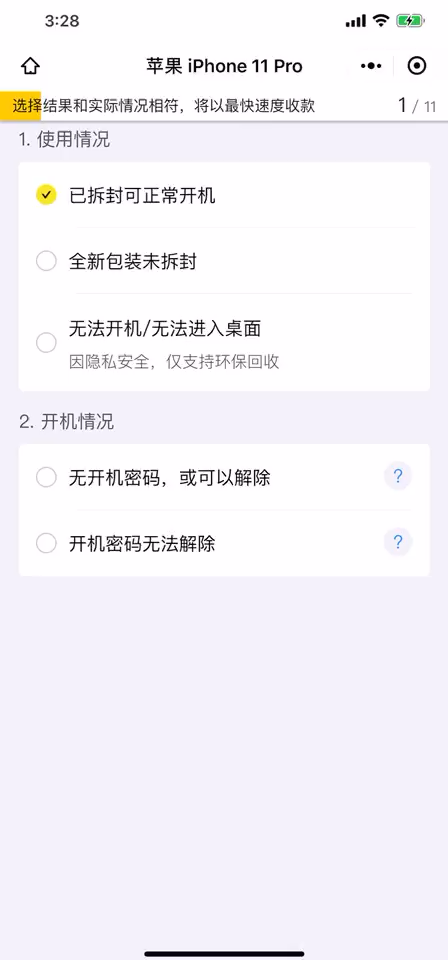 3:28
苹果 iPhone 11 Pro
选择结果和实际情况相符，将以最快速度收款
1 / 11
1. 使用情况
已拆封可正常开机
全新包装未拆封
无法开机/无法进入桌面
因隐私安全，仅支持环保回收
2. 开机情况
无开机密码，或可以解除
?
开机密码无法解除
?